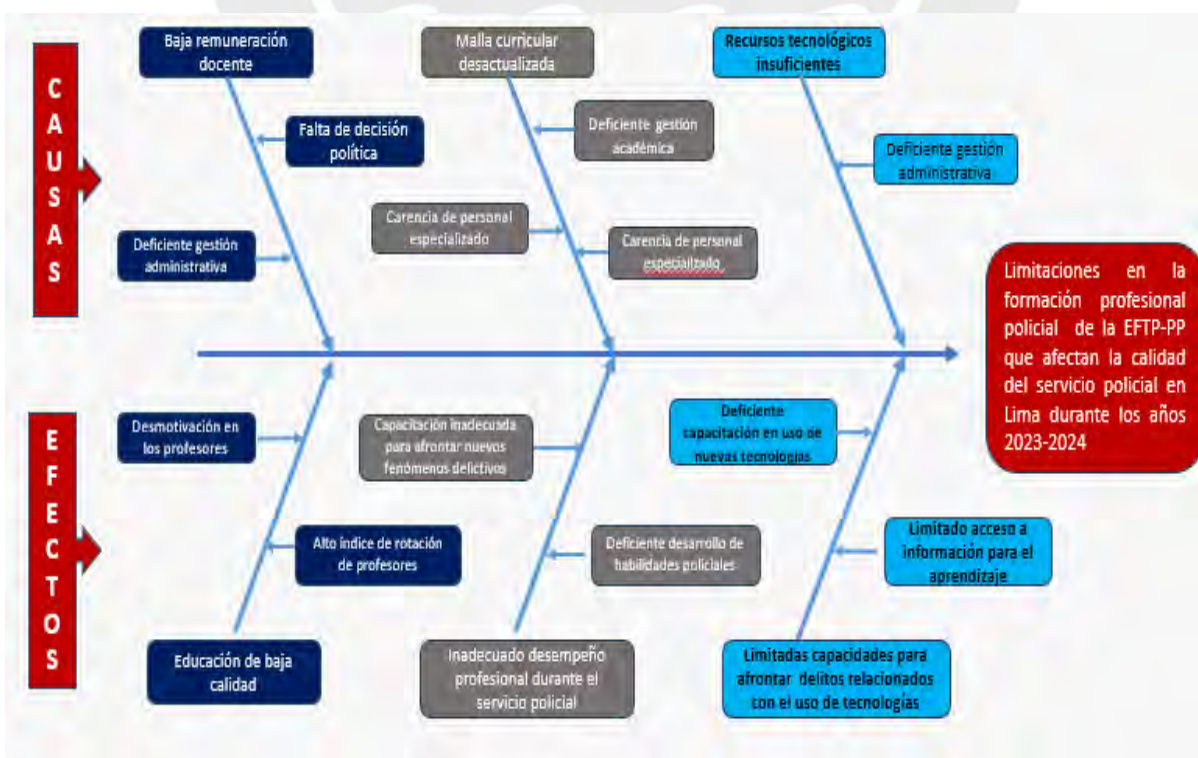 CAUSAS
Baja remuneración
docente
Malla curricular
desactualizada
Recursos tecnológicos
insuficientes
Falta de decisión
política
Deficiente gestión
académica
Deficiente gestión
administrativa
Carencia de personal
especializado
Deficiente gestión
administrativa
Carencia de personal
especializado
Limitaciones en la
formación profesional
policial de la EFTP-PP
que afectan la calidad
del servicio policial en
Lima durante los años
2023-2024
EFECTOS
Desmotivación en
los profesores
Capacitación inadecuada
para afrontar nuevos
fenómenos delictivos
Deficiente
capacitación en uso de
nuevas tecnologías
Alto índice de rotación
de profesores
Deficiente desarrollo de
habilidades policiales
Limitado acceso a
información para el
aprendizaje
Educación de baja
calidad
Inadecuado desempeño
profesional durante el
servicio policial
Limitadas capacidades para
afrontar delitos relacionados
con el uso de tecnologías